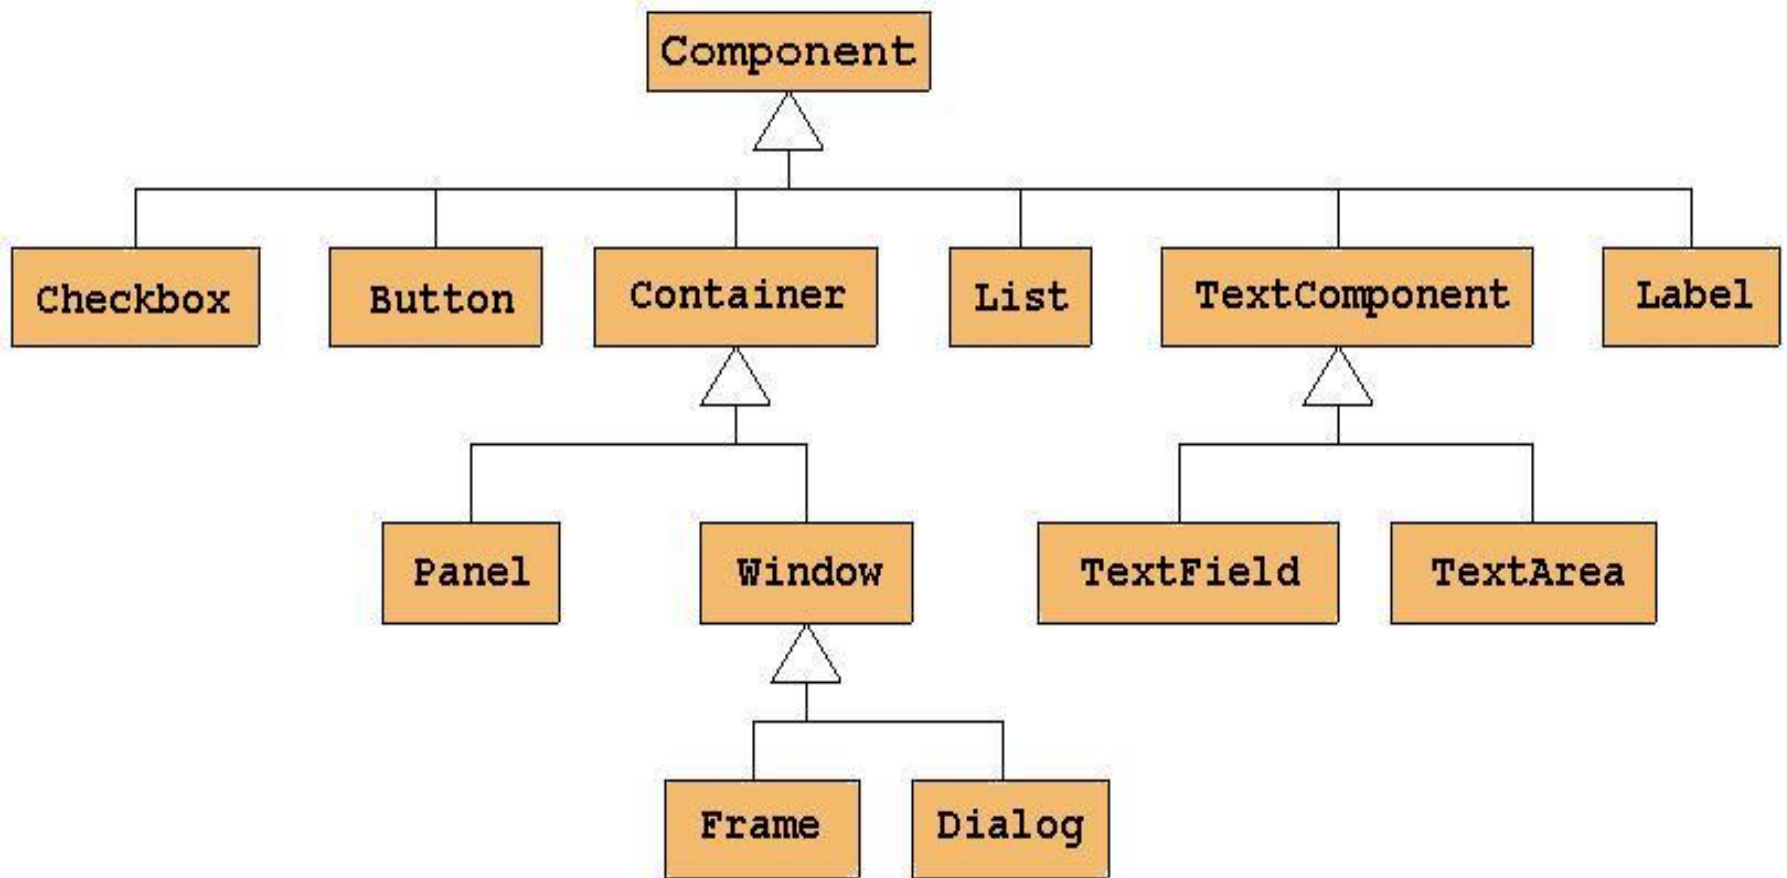 Component
Checkbox
Button
Container
List
TextComponent
Label
Panel
Window
TextField
TextArea
Frame
Dialog